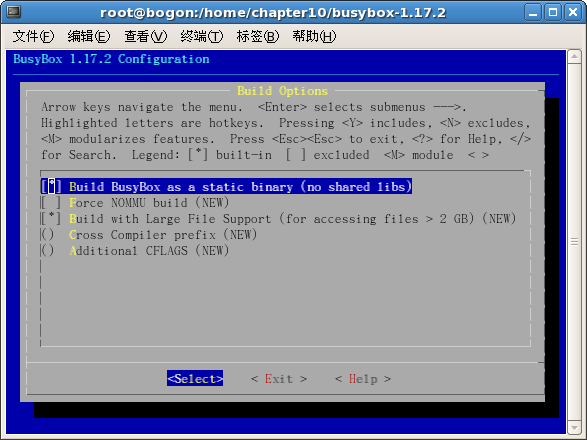 root@bogon:/home/chapter10/busybox-1.17.2
文件(F) 编辑(E) 查看(V) 终端(T) 标签(B) 帮助(H)
BusyBox 1.17.2 Configuration
Build Options
Arrow keys navigate the menu. <Enter> selects submenus --->.
Highlighted letters are hotkeys. Pressing <Y> includes, <N> excludes,
<M> modularizes features. Press <Esc><Esc> to exit, <?> for Help, </>
for Search. Legend: [*] built-in [ ] excluded <M> module < >
[*] Build BusyBox as a static binary (no shared libs)
[ ] Force NOMMU build (NEW)
[*] Build with Large File Support (for accessing files > 2 GB) (NEW)
() Cross Compiler prefix (NEW)
() Additional CFLAGS (NEW)
<Select> < Exit > < Help >